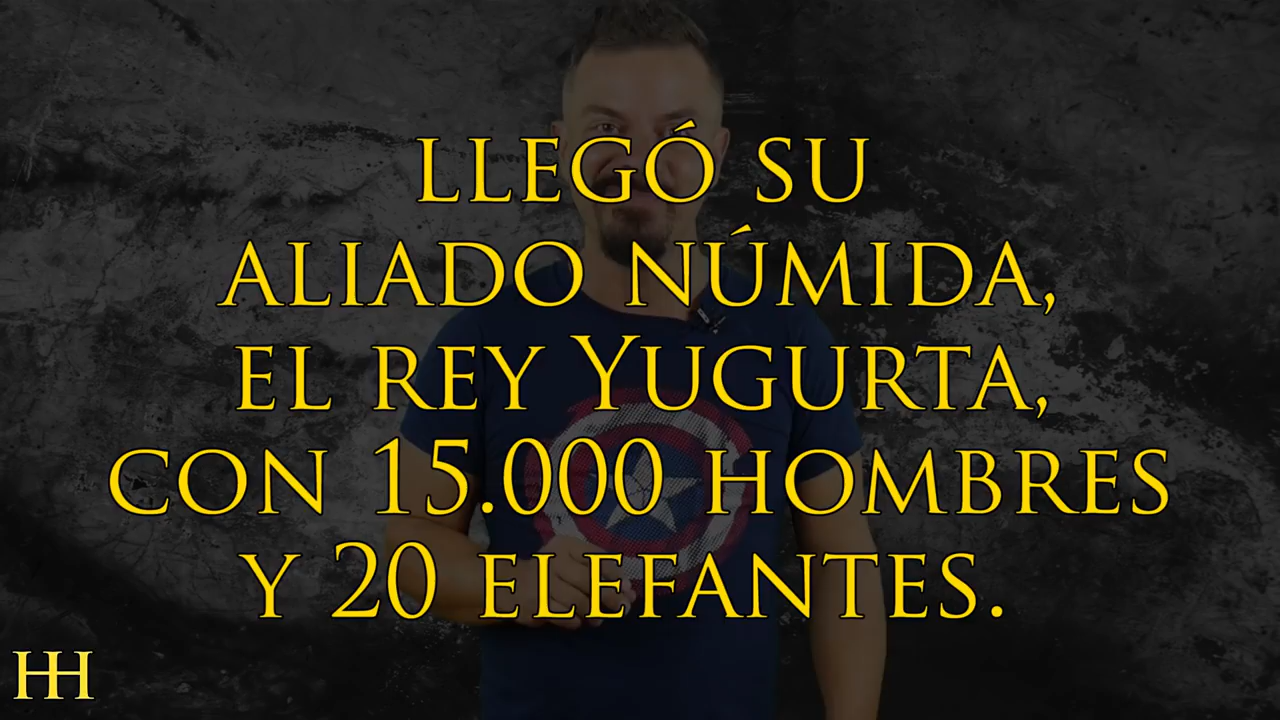 LLEGÓ SU
ALIADO NÚMIDA,
EL REY YUGURTA,
CON 15.000 HOMBRES
Y 20 ELEFANTES.
HH